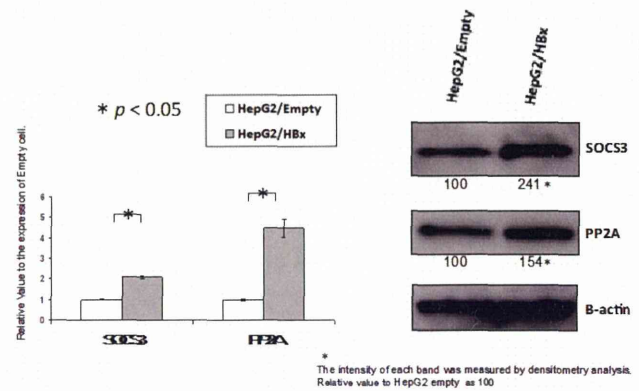 * p < 0.05
HepG2/Empty
HepG2/HBx
Relative Value to the expression of Empty cell.
6
5
4
3
2
1
0
*
*
SOCS3
PP2A
HepG2/Empty
HepG2/HBx
SOCS3
100 241 *
PP2A
100 154*
B-actin
*
The intensity of each band was measured by densitometry analysis.
Relative value to HepG2 empty as 100